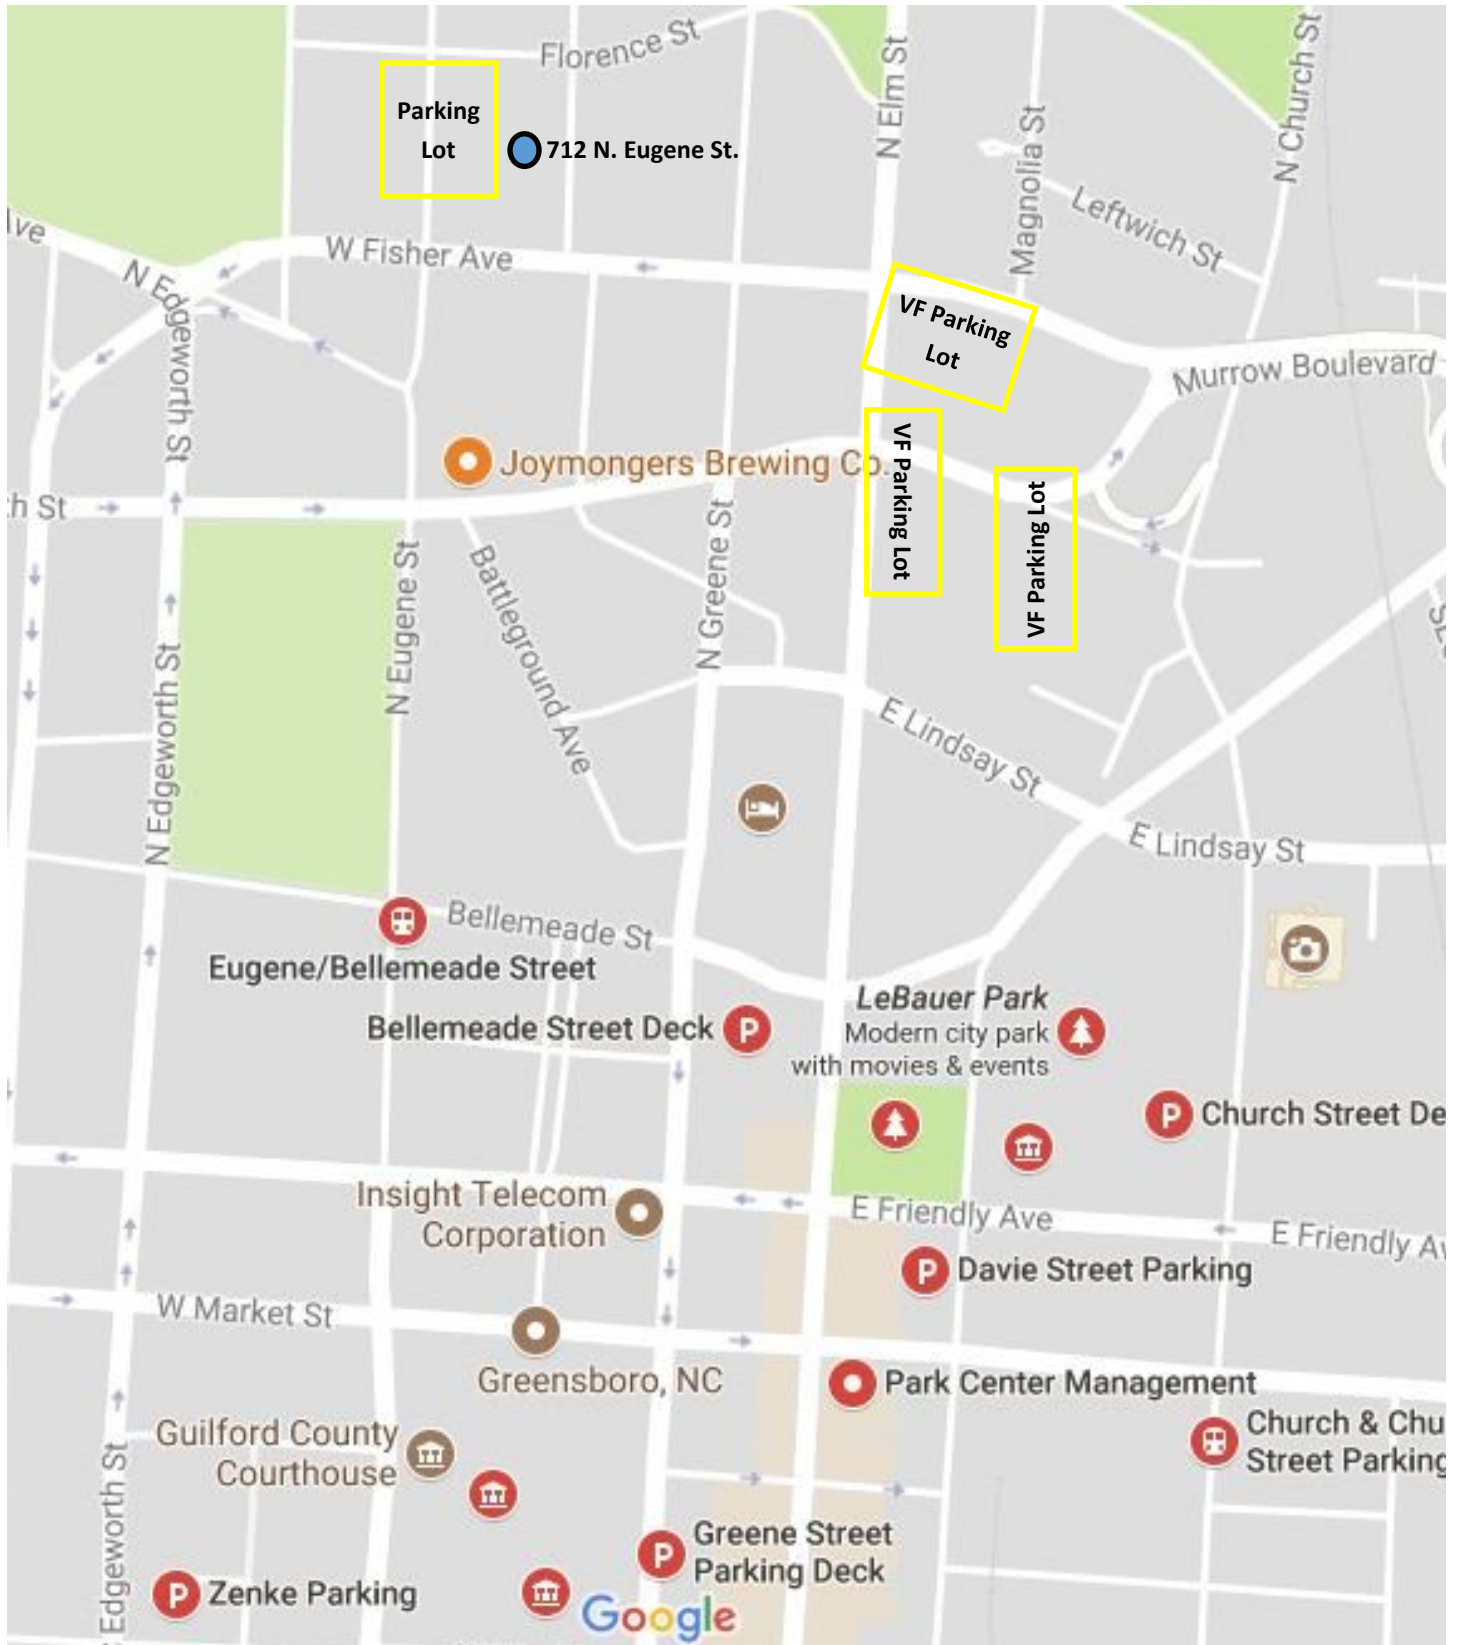 Florence St
N Elm St
N Church St
Parking
Lot
712 N. Eugene St.
Magnolia St
Leftwich St
Ave
W Fisher Ave
N Edgeworth St
VF Parking
Lot
Murrow Boulevard
Joymongers Brewing Co.
VF Parking Lot
VF Parking Lot
th St
N Eugene St
Battleground Ave
N Greene St
N Edgeworth St
E Lindsay St
E Lindsay St
Bellemeade St
Eugene/Bellemeade Street
LeBauer Park
Modern city park
with movies & events
Bellemeade Street Deck
P
P
Church Street De
Insight Telecom
Corporation
E Friendly Ave
E Friendly Av
P
Davie Street Parking
W Market St
Greensboro, NC
Park Center Management
Guilford County
Courthouse
Church & Chu
Street Parking
Edgeworth St
P
Greene Street
Parking Deck
P
Zenke Parking
Google